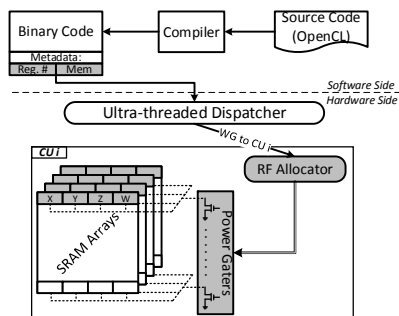 Binary Code
Metadata:
Reg. # Mem
Compiler
Source Code
(OpenCL)
Software Side
Hardware Side
Ultra-threaded Dispatcher
WG to CU i
CU i
RF Allocator
X Y Z W
SRAM Arrays
Power Gaters